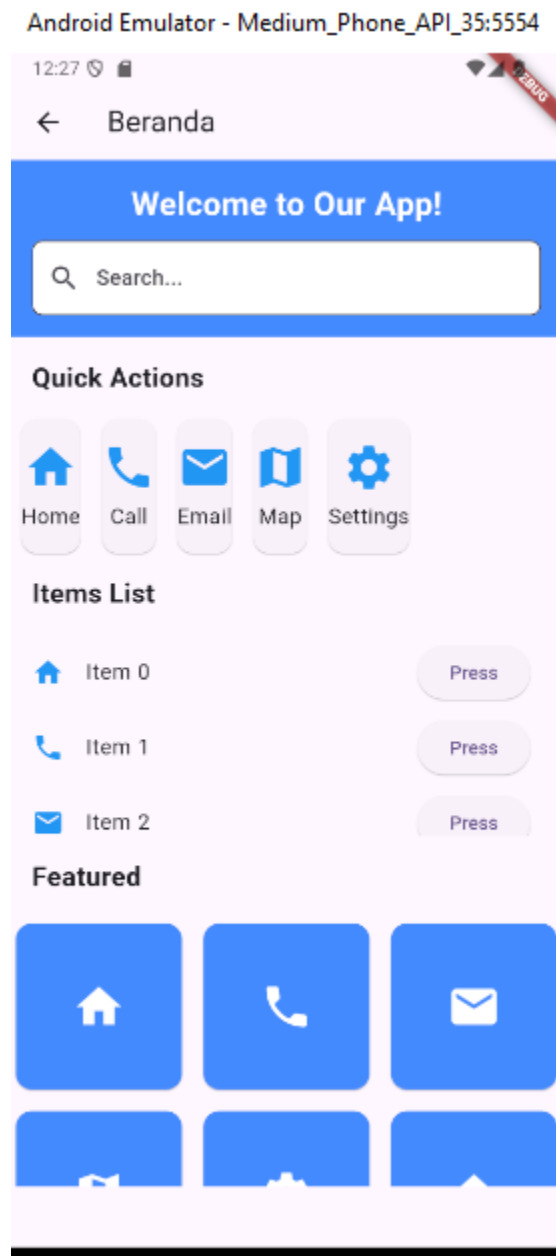 Android Emulator - Medium_Phone_API_35:5554
12:27
DEBUG
Beranda
Welcome to Our App!
Search...
Quick Actions
Home Call Email Map Settings
Items List
Item 0 Press
Item 1 Press
Item 2 Press
Featured